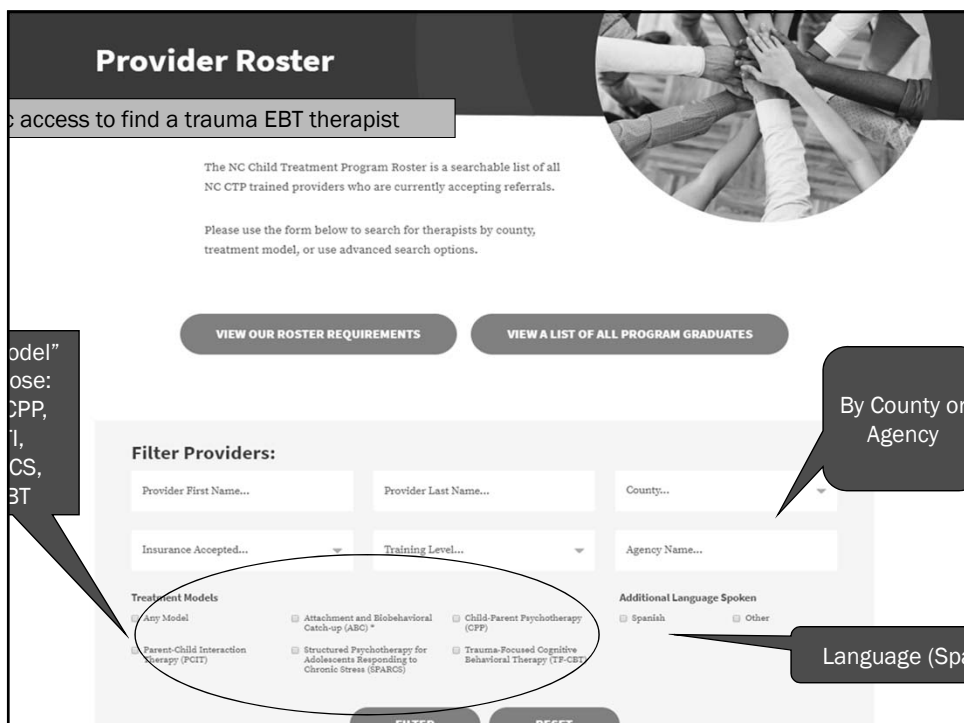 Provider Roster
access to find a trauma EBT therapist
The NC Child Treatment Program Roster is a searchable list of all
NC CTP trained providers who are currently accepting referrals.
Please use the form below to search for therapists by county,
treatment model, or use advanced search options.
VIEW OUR ROSTER REQUIREMENTS
VIEW A LIST OF ALL PROGRAM GRADUATES
odel"
ose:
CPP,
CS,
BT
By County or
Agency
Filter Providers:
Provider First Name...
Provider Last Name...
County...
Insurance Accepted...
Training Level...
Agency Name...
Treatment Models
Additional Language Spoken
Any Model
Attachment and Biobehavioral
Catch-up (ABC) *
Child-Parent Psychotherapy
(CPP)
Spanish
Other
Parent-Child Interaction
Therapy (PCIT)
Structured Psychotherapy for
Adolescents Responding to
Chronic Stress (SPARCS)
Trauma-Focused Cognitive
Behavioral Therapy (TF-CBT)
Language (Spa
FILTER
RESET